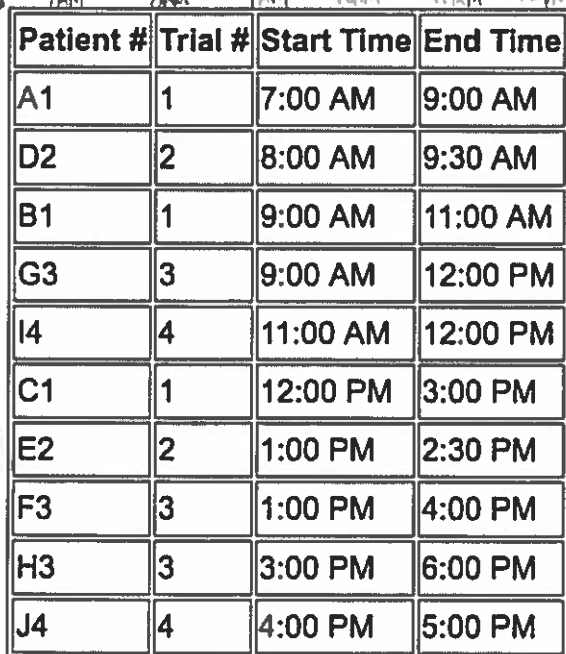 Patient # Trial # Start Time End Time
A1 1 7:00 AM 9:00 AM
D2 2 8:00 AM 9:30 AM
B1 1 9:00 AM 11:00 AM
G3 3 9:00 AM 12:00 PM
I4 4 11:00 AM 12:00 PM
C1 1 12:00 PM 3:00 PM
E2 2 1:00 PM 2:30 PM
F3 3 1:00 PM 4:00 PM
H3 3 3:00 PM 6:00 PM
J4 4 4:00 PM 5:00 PM